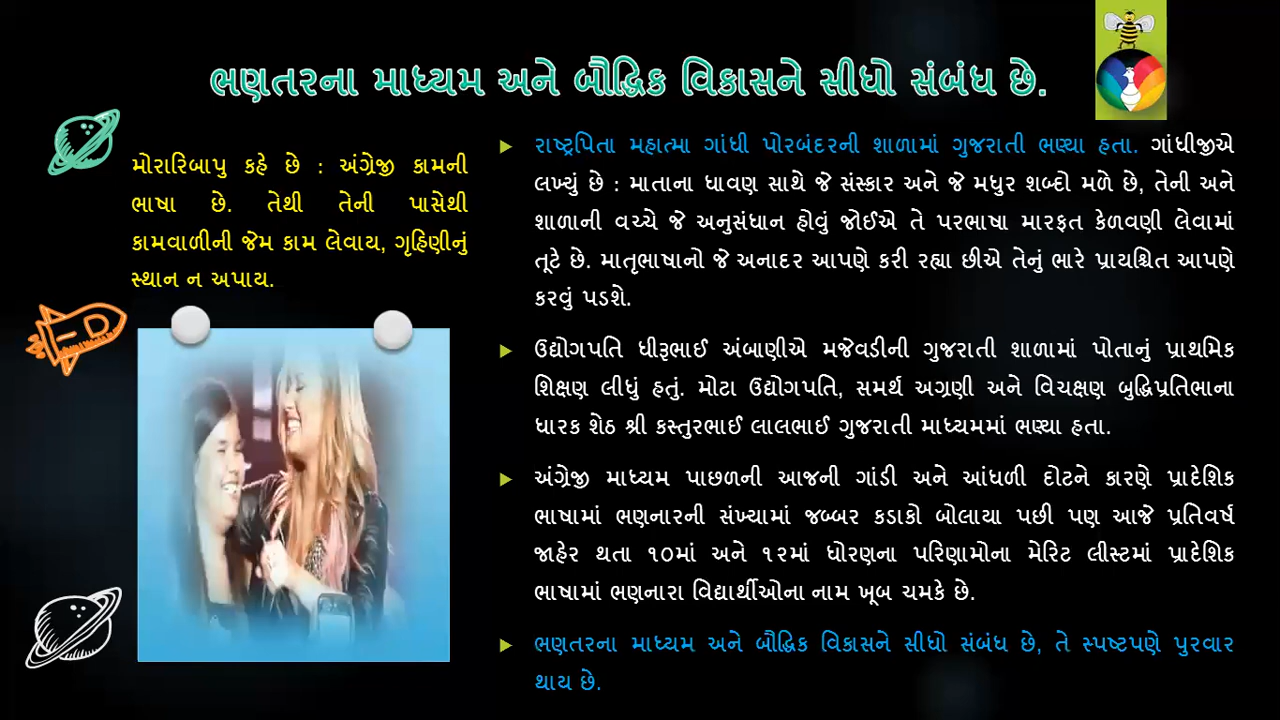 ભણતરના માધ્યમ અને બૌદ્ધિક વિકાસને સીધો સંબંધ છે.
મોરારિબાપુ કહે છે : અંગ્રેજી કામની
ભાષા છે. તેથી તેની પાસેથી
કામવાળીની જેમ કામ લેવાય, ગૃહિણીનું
સ્થાન ન અપાય.
રાષ્ટ્રપિતા મહાત્મા ગાંધી પોરબંદરની શાળામાં ગુજરાતી ભણ્યા હતા. ગાંધીજીએ
લખ્યું છે : માતાના ધાવણ સાથે જે સંસ્કાર અને જે મધુર શબ્દો મળે છે, તેની અને
શાળાની વચ્ચે જે અનુસંધાન હોવું જોઈએ તે પરભાષા મારફત કેળવણી લેવામાં
તૂટે છે. માતૃભાષાનો જે અનાદર આપણે કરી રહ્યા છીએ તેનું ભારે પ્રાયશ્ચિત આપણે
કરવું પડશે.
ઉદ્યોગપતિ ધીરૂભાઈ અંબાણીએ મજેવડીની ગુજરાતી શાળામાં પોતાનું પ્રાથમિક
શિક્ષણ લીધું હતું. મોટા ઉદ્યોગપતિ, સમર્થ અગ્રણી અને વિચક્ષણ બુદ્ધિપ્રતિભાના
ધારક શેઠ શ્રી કસ્તુરભાઈ લાલભાઈ ગુજરાતી માધ્યમમાં ભણ્યા હતા.
અંગ્રેજી માધ્યમ પાછળની આજની ગાંડી અને આંધળી દોટને કારણે પ્રાદેશિક
ભાષામાં ભણનારની સંખ્યામાં જબ્બર કડાકો બોલાયા પછી પણ આજે પ્રતિવર્ષ
જાહેર થતા ૧૦માં અને ૧૨માં ધોરણના પરિણામોના મેરિટ લીસ્ટમાં પ્રાદેશિક
ભાષામાં ભણનારા વિદ્યાર્થીઓના નામ ખૂબ ચમકે છે.
ભણતરના માધ્યમ અને બૌદ્ધિક વિકાસને સીધો સંબંધ છે, તે સ્પષ્ટપણે પુરવાર
થાય છે.